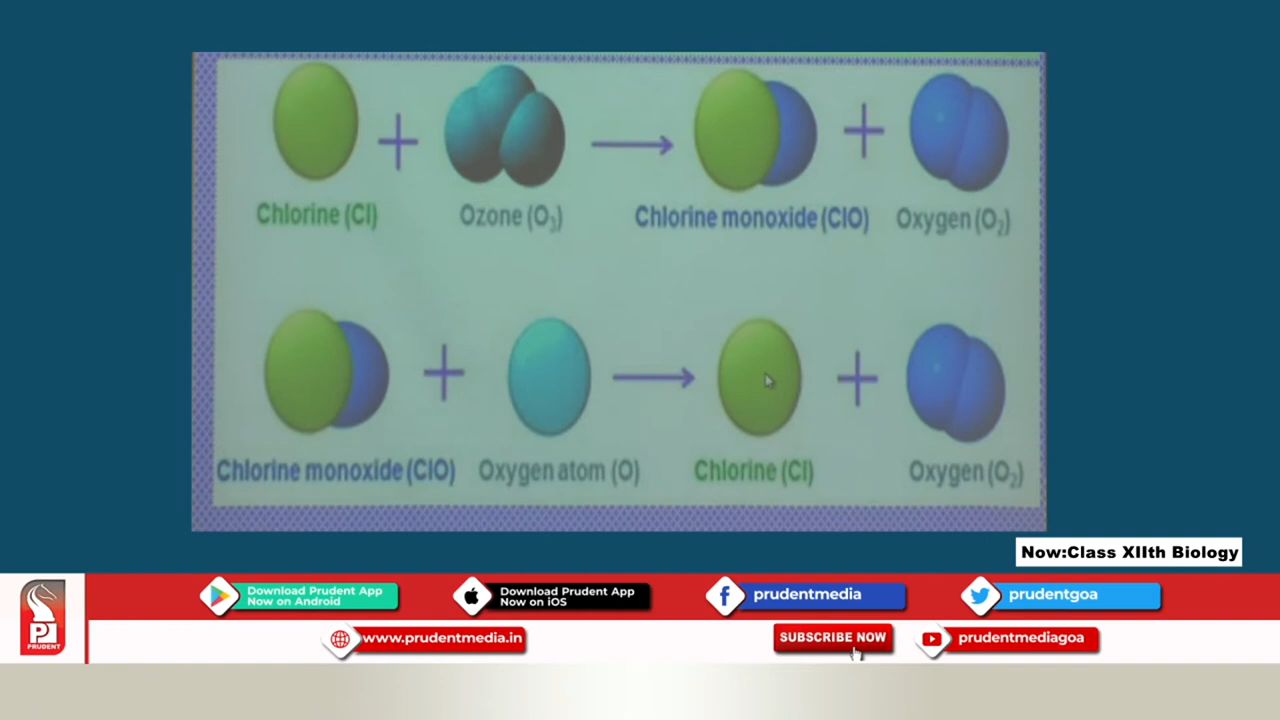 Chlorine (Cl)
Ozone (O₃)
Chlorine monoxide (ClO)
Oxygen (O₂)
Chlorine monoxide (ClO)
Oxygen atom (O)
Chlorine (Cl)
Oxygen (O₂)
Now:Class XIIth Biology
Download Prudent App
Now on Android
Download Prudent App
Now on iOS
prudentmedia
prudentgoa
PRUDENT
www.prudentmedia.in
SUBSCRIBE NOW
prudentmediagoa